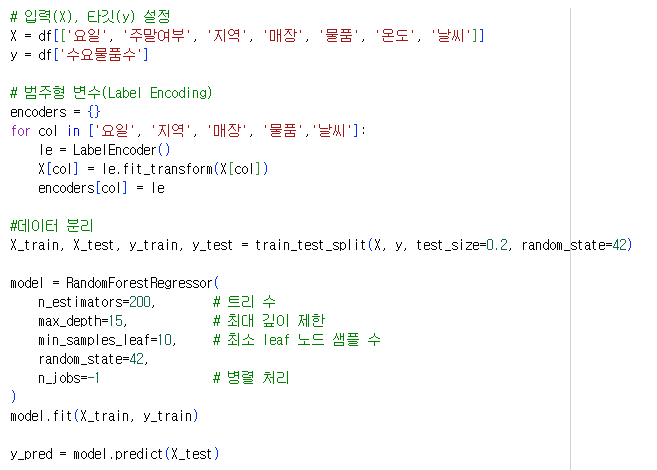 # 입력(X), 타깃(y) 설정
X = df[['요일', '주말여부', '지역', '매장', '물품', '온도', '날씨']]
y = df['수요물품수']
# 범주형 변수(Label Encoding)
encoders = {}
for col in ['요일', '지역', '매장', '물품','날씨']:
    le = LabelEncoder()
    X[col] = le.fit_transform(X[col])
    encoders[col] = le
#데이터 분리
X_train, X_test, y_train, y_test = train_test_split(X, y, test_size=0.2, random_state=42)
model = RandomForestRegressor(
    n_estimators=200,        # 트리 수
    max_depth=15,            # 최대 깊이 제한
    min_samples_leaf=10,     # 최소 leaf 노드 샘플 수
    random_state=42,
    n_jobs=-1                # 병렬 처리
)
model.fit(X_train, y_train)
y_pred = model.predict(X_test)